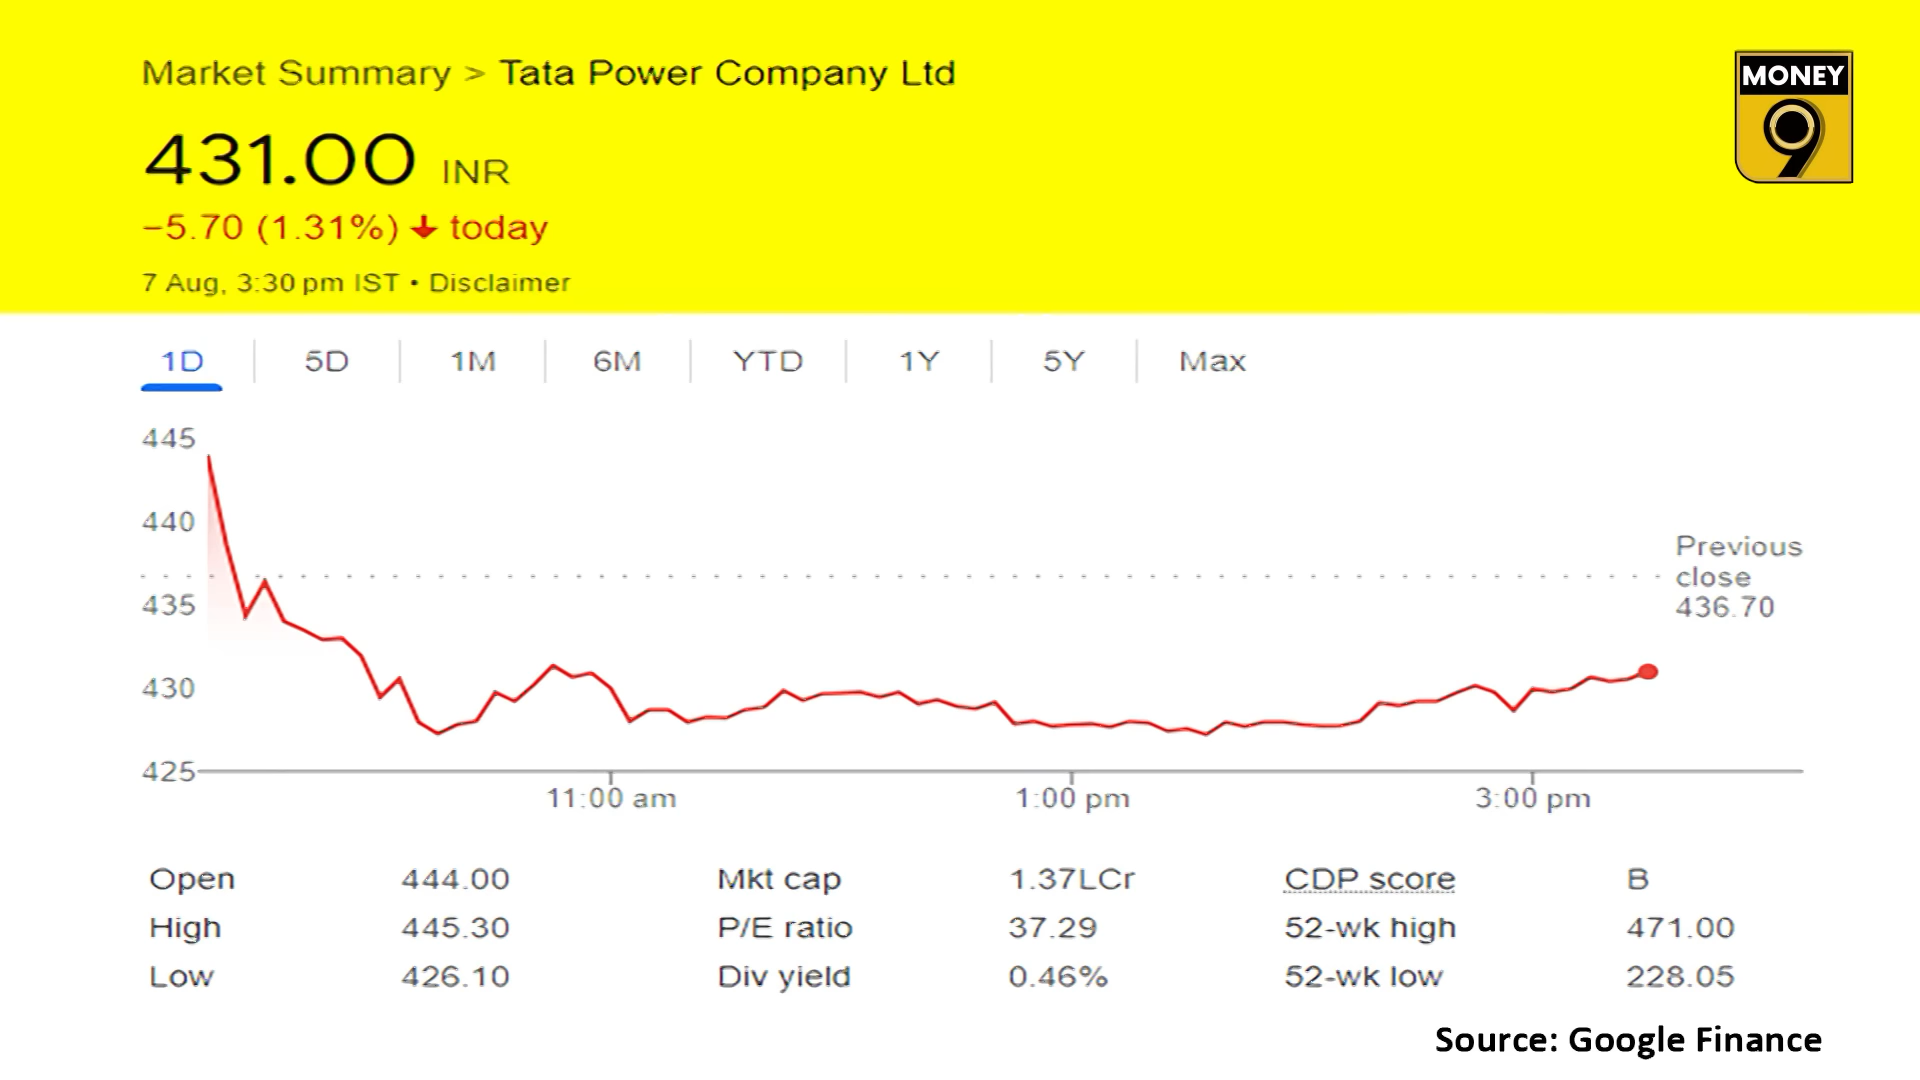 Market Summary > Tata Power Company Ltd
MONEY
9
431.00 INR
−5.70 (1.31%) ↓ today
7 Aug, 3:30 pm IST • Disclaimer
1D 5D 1M 6M YTD 1Y 5Y Max
445
440
435
430
425
Previous
close
436.70
11:00 am 1:00 pm 3:00 pm
Open 444.00 Mkt cap 1.37LCr CDP score B
High 445.30 P/E ratio 37.29 52-wk high 471.00
Low 426.10 Div yield 0.46% 52-wk low 228.05
Source: Google Finance